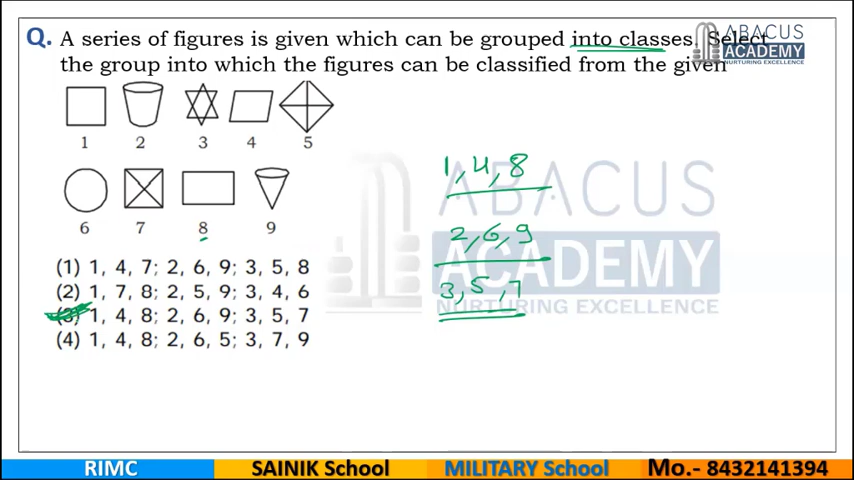 Q. A series of figures is given which can be grouped into classes. Select
the group into which the figures can be classified from the given
ABACUS
ACADEMY
NURTURING EXCELLENCE
1 2 3 4 5
6 7 8 9
1, 4, 8
2, 6, 9
3, 5, 7
ABACUS
ACADEMY
NURTURING EXCELLENCE
(1) 1, 4, 7; 2, 6, 9; 3, 5, 8
(2) 1, 7, 8; 2, 5, 9; 3, 4, 6
(3) 1, 4, 8; 2, 6, 9; 3, 5, 7
(4) 1, 4, 8; 2, 6, 5; 3, 7, 9
RIMC SAINIK School MILITARY School Mo.- 8432141394